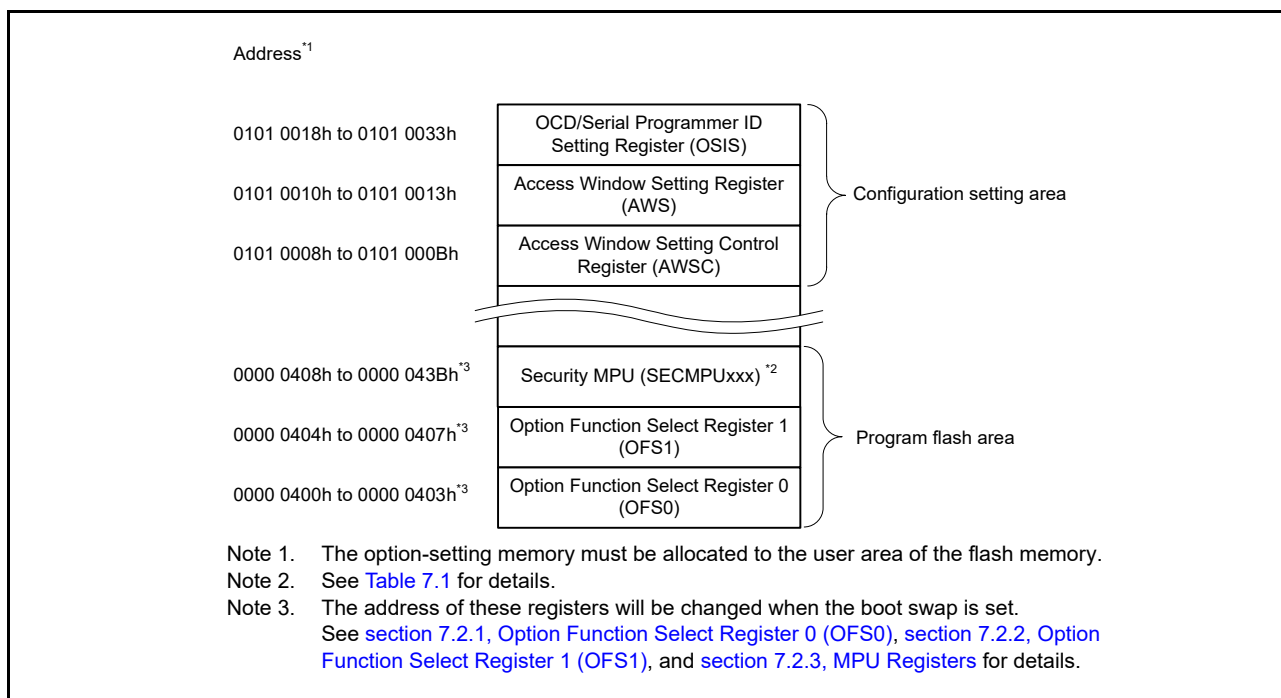 Address*1
0101 0018h to 0101 0033h
OCD/Serial Programmer ID
Setting Register (OSIS)
0101 0010h to 0101 0013h
Access Window Setting Register
(AWS)
Configuration setting area
0101 0008h to 0101 000Bh
Access Window Setting Control
Register (AWSC)
0000 0408h to 0000 043Bh*3
Security MPU (SECMPUxxx) *2
0000 0404h to 0000 0407h*3
Option Function Select Register 1
(OFS1)
Program flash area
0000 0400h to 0000 0403h*3
Option Function Select Register 0
(OFS0)
Note 1. The option-setting memory must be allocated to the user area of the flash memory.
Note 2. See Table 7.1 for details.
Note 3. The address of these registers will be changed when the boot swap is set.
See section 7.2.1, Option Function Select Register 0 (OFS0), section 7.2.2, Option
Function Select Register 1 (OFS1), and section 7.2.3, MPU Registers for details.